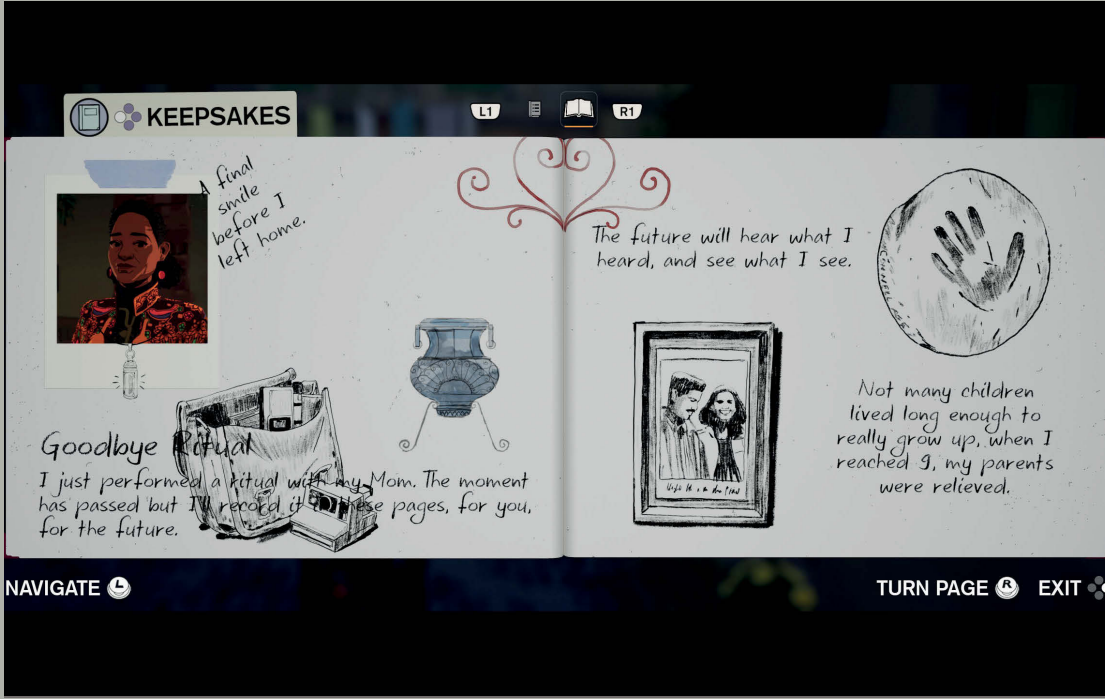 KEEPSAKES
L1
R1
A final
smile
before I
left home.
Goodbye Ritual
I just performed a ritual with my Mom. The moment
has passed but I'll record it in these pages, for you,
for the future.
The future will hear what I
heard, and see what I see.
Not many children
lived long enough to
really grow up, when I
reached 9, my parents
were relieved.
NAVIGATE L
TURN PAGE R
EXIT